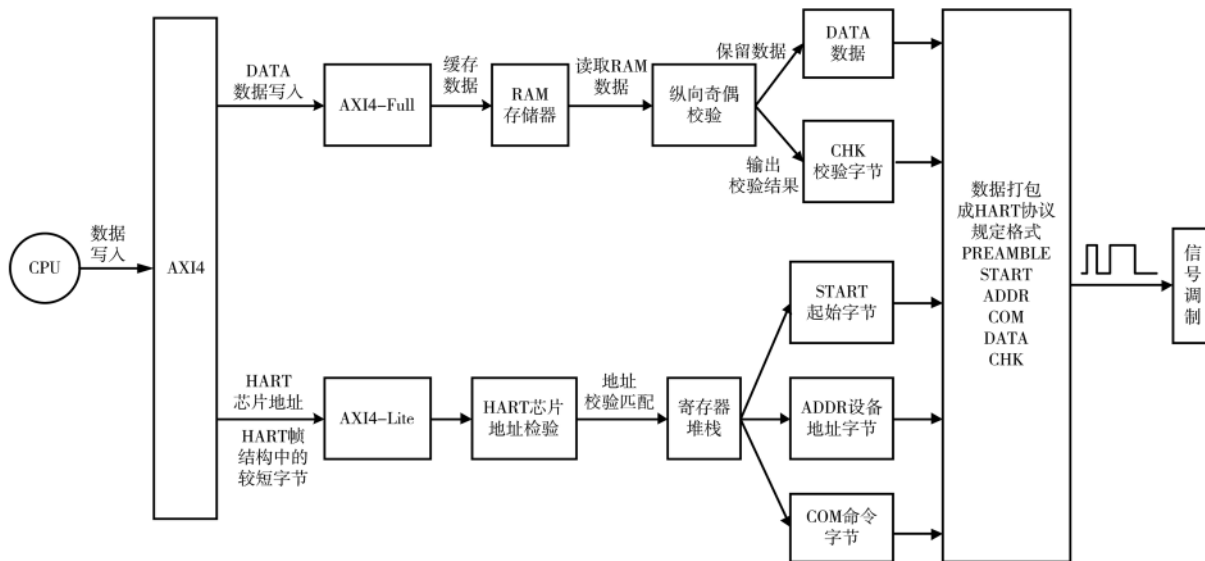 CPU
数据
写入
AXI4
DATA
数据写入
AXI4-Full
缓存
数据
RAM
存储器
读取RAM
数据
纵向奇偶
校验
保留数据
DATA
数据
输出
校验结果
CHK
校验字节
HART
芯片地址
HART帧
结构中的
较短字节
AXI4-Lite
HART芯片
地址检验
地址
校验匹配
寄存器
堆栈
START
起始字节
ADDR设备
地址字节
COM命令
字节
数据打包
成HART协议
规定格式
PREAMBLE
START
ADDR
COM
DATA
CHK
信
号
调
制